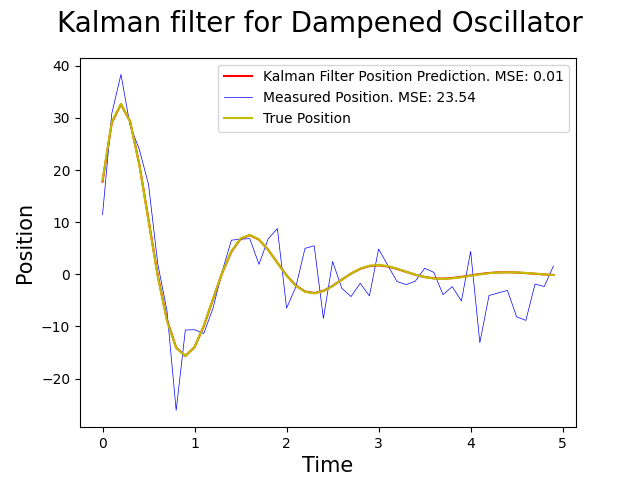 Kalman filter for Dampened Oscillator
Kalman Filter Position Prediction. MSE: 0.01
Measured Position. MSE: 23.54
True Position
Position
40
30
20
10
0
−10
−20
0 1 2 3 4 5
Time